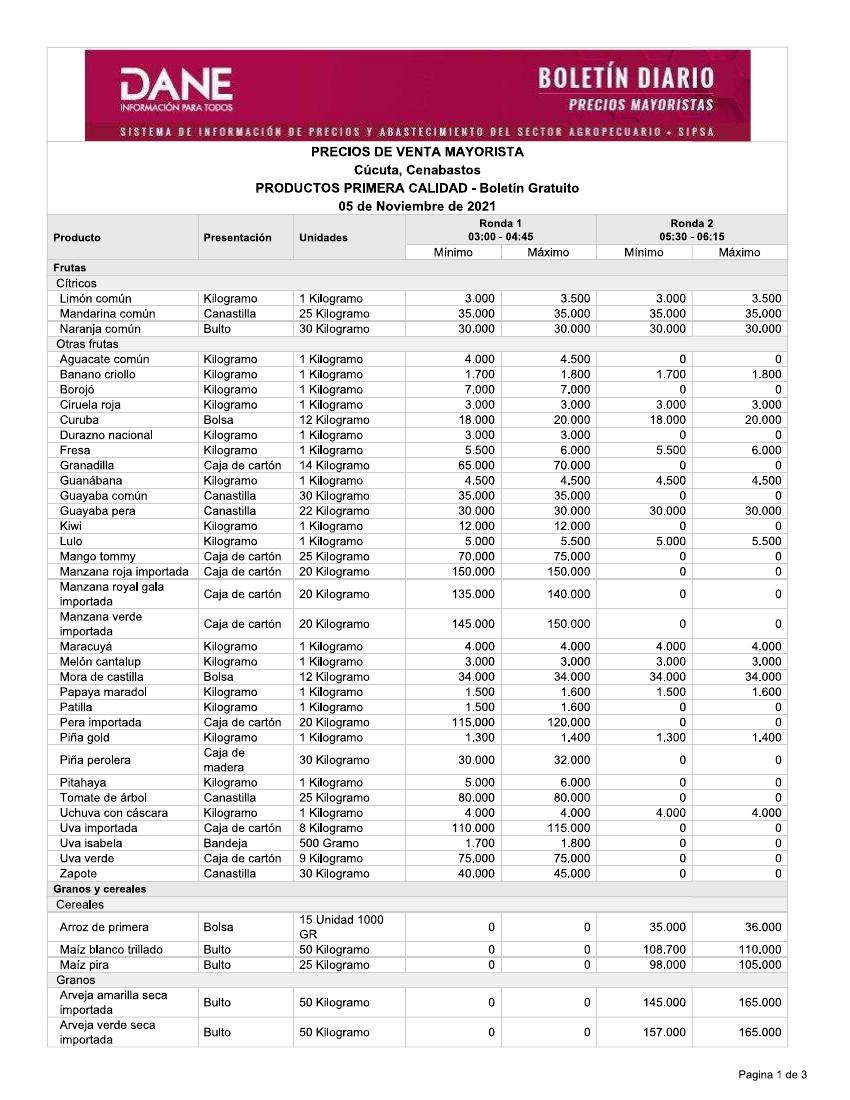 DANE
INFORMACIÓN PARA TODOS
BOLETÍN DIARIO
PRECIOS MAYORISTAS
SISTEMA DE INFORMACIÓN DE PRECIOS Y ABASTECIMIENTO DEL SECTOR AGROPECUARIO • SIPSA
PRECIOS DE VENTA MAYORISTA
Cúcuta, Cenabastos
PRODUCTOS PRIMERA CALIDAD - Boletín Gratuito
05 de Noviembre de 2021
Producto Presentación Unidades Ronda 1 Ronda 2
03:00 - 04:45 05:30 - 06:15
Mínimo Máximo Mínimo Máximo
Frutas
Cítricos
Limón común Kilogramo 1 Kilogramo 3.000 3.500 3.000 3.500
Mandarina común Canastilla 25 Kilogramo 35.000 35.000 35.000 35.000
Naranja común Bulto 30 Kilogramo 30.000 30.000 30.000 30.000
Otras frutas
Aguacate común Kilogramo 1 Kilogramo 4.000 4.500 0 0
Banano criollo Kilogramo 1 Kilogramo 1.700 1.800 1.700 1.800
Borojó Kilogramo 1 Kilogramo 7.000 7.000 0 0
Ciruela roja Kilogramo 1 Kilogramo 3.000 3.000 3.000 3.000
Curuba Bolsa 12 Kilogramo 18.000 20.000 18.000 20.000
Durazno nacional Kilogramo 1 Kilogramo 3.000 3.000 0 0
Fresa Kilogramo 1 Kilogramo 5.500 6.000 5.500 6.000
Granadilla Caja de cartón 14 Kilogramo 65.000 70.000 0 0
Guanábana Kilogramo 1 Kilogramo 4.500 4.500 4.500 4.500
Guayaba común Canastilla 30 Kilogramo 35.000 35.000 0 0
Guayaba pera Canastilla 22 Kilogramo 30.000 30.000 30.000 30.000
Kiwi Kilogramo 1 Kilogramo 12.000 12.000 0 0
Lulo Kilogramo 1 Kilogramo 5.000 5.500 5.000 5.500
Mango tommy Caja de cartón 25 Kilogramo 70.000 75.000 0 0
Manzana roja importada Caja de cartón 20 Kilogramo 150.000 150.000 0 0
Manzana royal gala
importada Caja de cartón 20 Kilogramo 135.000 140.000 0 0
Manzana verde
importada Caja de cartón 20 Kilogramo 145.000 150.000 0 0
Maracuyá Kilogramo 1 Kilogramo 4.000 4.000 4.000 4.000
Melón cantalup Kilogramo 1 Kilogramo 3.000 3.000 3.000 3.000
Mora de castilla Bolsa 12 Kilogramo 34.000 34.000 34.000 34.000
Papaya maradol Kilogramo 1 Kilogramo 1.500 1.600 1.500 1.600
Patilla Kilogramo 1 Kilogramo 1.500 1.600 0 0
Pera importada Caja de cartón 20 Kilogramo 115.000 120.000 0 0
Piña gold Kilogramo 1 Kilogramo 1.300 1.400 1.300 1.400
Piña perolera Caja de
madera 30 Kilogramo 30.000 32.000 0 0
Pitahaya Kilogramo 1 Kilogramo 5.000 6.000 0 0
Tomate de árbol Canastilla 25 Kilogramo 80.000 80.000 0 0
Uchuva con cáscara Kilogramo 1 Kilogramo 4.000 4.000 4.000 4.000
Uva importada Caja de cartón 8 Kilogramo 110.000 115.000 0 0
Uva isabela Bandeja 500 Gramo 1.700 1.800 0 0
Uva verde Caja de cartón 9 Kilogramo 75.000 75.000 0 0
Zapote Canastilla 30 Kilogramo 40.000 45.000 0 0
Granos y cereales
Cereales
Arroz de primera Bolsa 15 Unidad 1000
GR 0 0 35.000 36.000
Maíz blanco trillado Bulto 50 Kilogramo 0 0 108.700 110.000
Maíz pira Bulto 25 Kilogramo 0 0 98.000 105.000
Granos
Arveja amarilla seca
importada Bulto 50 Kilogramo 0 0 145.000 165.000
Arveja verde seca
importada Bulto 50 Kilogramo 0 0 157.000 165.000
Pagina 1 de 3